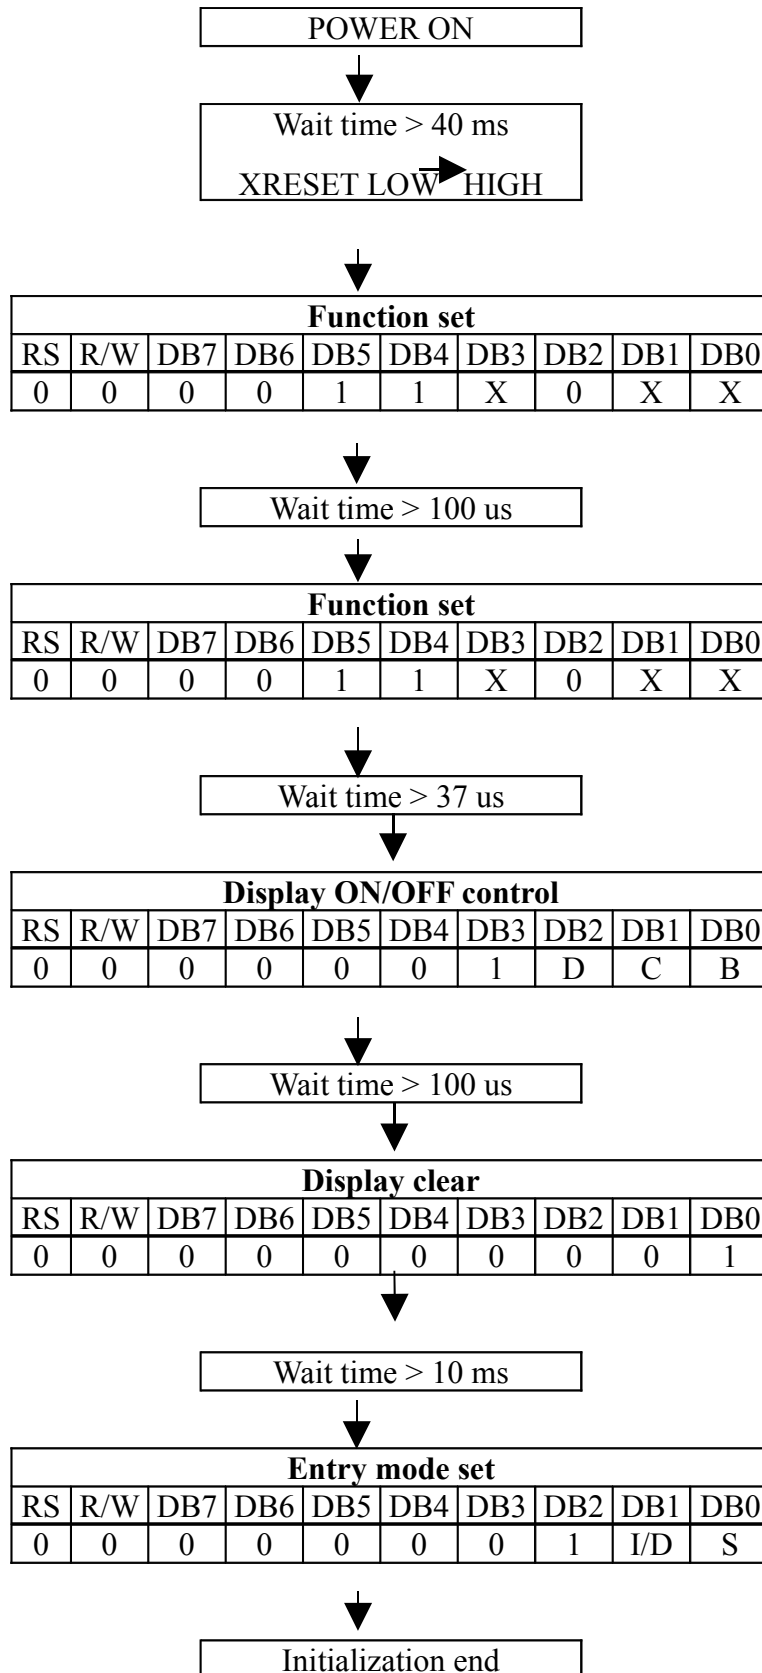 POWER ON
Wait time > 40 ms
XRESET LOW HIGH
Function set
RS R/W DB7 DB6 DB5 DB4 DB3 DB2 DB1 DB0
0 0 0 0 1 1 X 0 X X
Wait time > 100 us
Function set
RS R/W DB7 DB6 DB5 DB4 DB3 DB2 DB1 DB0
0 0 0 0 1 1 X 0 X X
Wait time > 37 us
Display ON/OFF control
RS R/W DB7 DB6 DB5 DB4 DB3 DB2 DB1 DB0
0 0 0 0 0 0 1 D C B
Wait time > 100 us
Display clear
RS R/W DB7 DB6 DB5 DB4 DB3 DB2 DB1 DB0
0 0 0 0 0 0 0 0 0 1
Wait time > 10 ms
Entry mode set
RS R/W DB7 DB6 DB5 DB4 DB3 DB2 DB1 DB0
0 0 0 0 0 0 0 1 I/D S
Initialization end